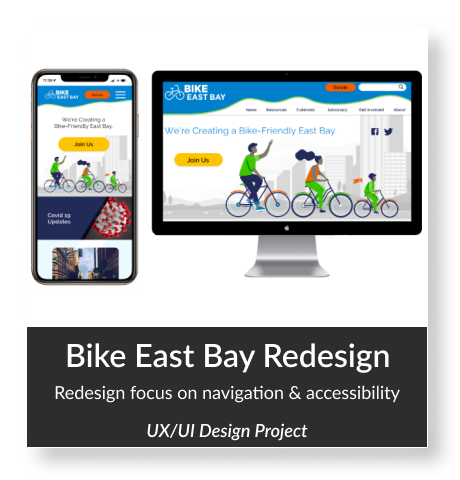 11:39
BIKE
EAST BAY
Donate
We're Creating a
Bike-Friendly East Bay.
Join Us
Covid 19
Updates
BIKE
EAST BAY
Donate
News Resources Calendar Advocacy Get Involved About
We're Creating a Bike-Friendly East Bay.
Join Us
Bike East Bay Redesign
Redesign focus on navigation & accessibility
UX/UI Design Project